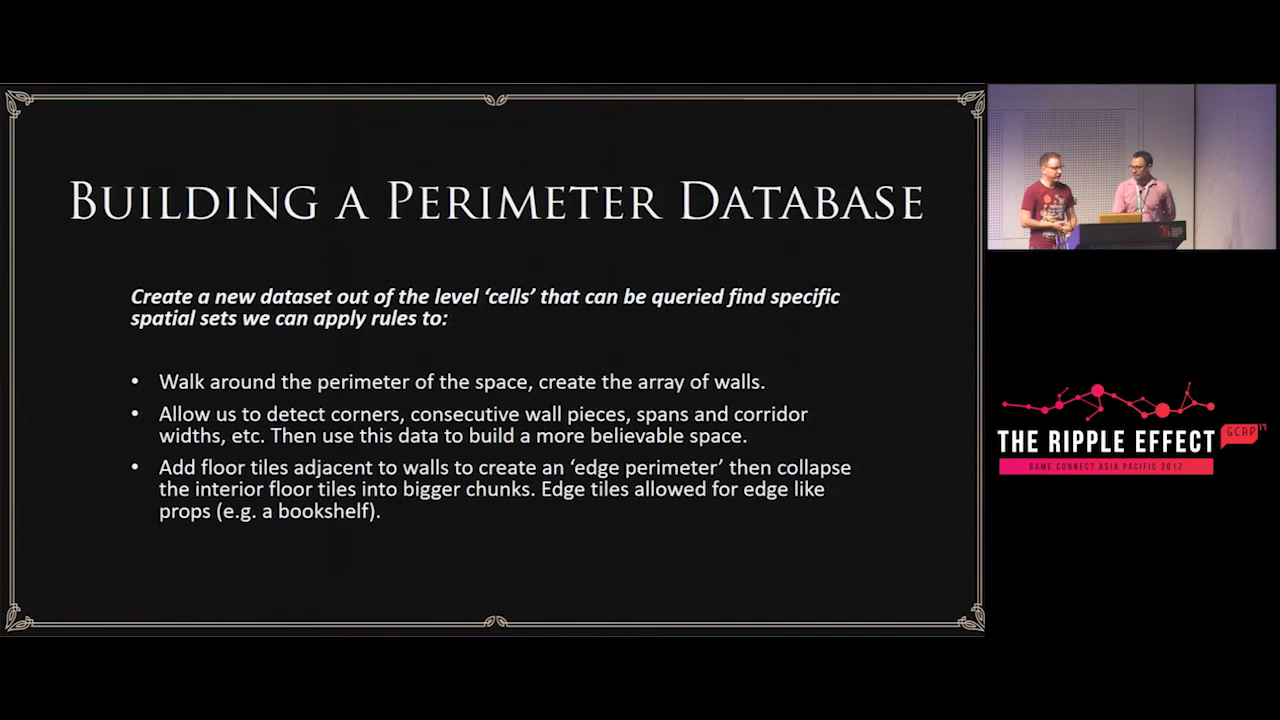 BUILDING A PERIMETER DATABASE
Create a new dataset out of the level ‘cells’ that can be queried find specific
spatial sets we can apply rules to:
• Walk around the perimeter of the space, create the array of walls.
• Allow us to detect corners, consecutive wall pieces, spans and corridor
widths, etc. Then use this data to build a more believable space.
• Add floor tiles adjacent to walls to create an ‘edge perimeter’ then collapse
the interior floor tiles into bigger chunks. Edge tiles allowed for edge like
props (e.g. a bookshelf).
THE RIPPLE EFFECT
GCAP 17
GAME CONNECT ASIA PACIFIC 2017